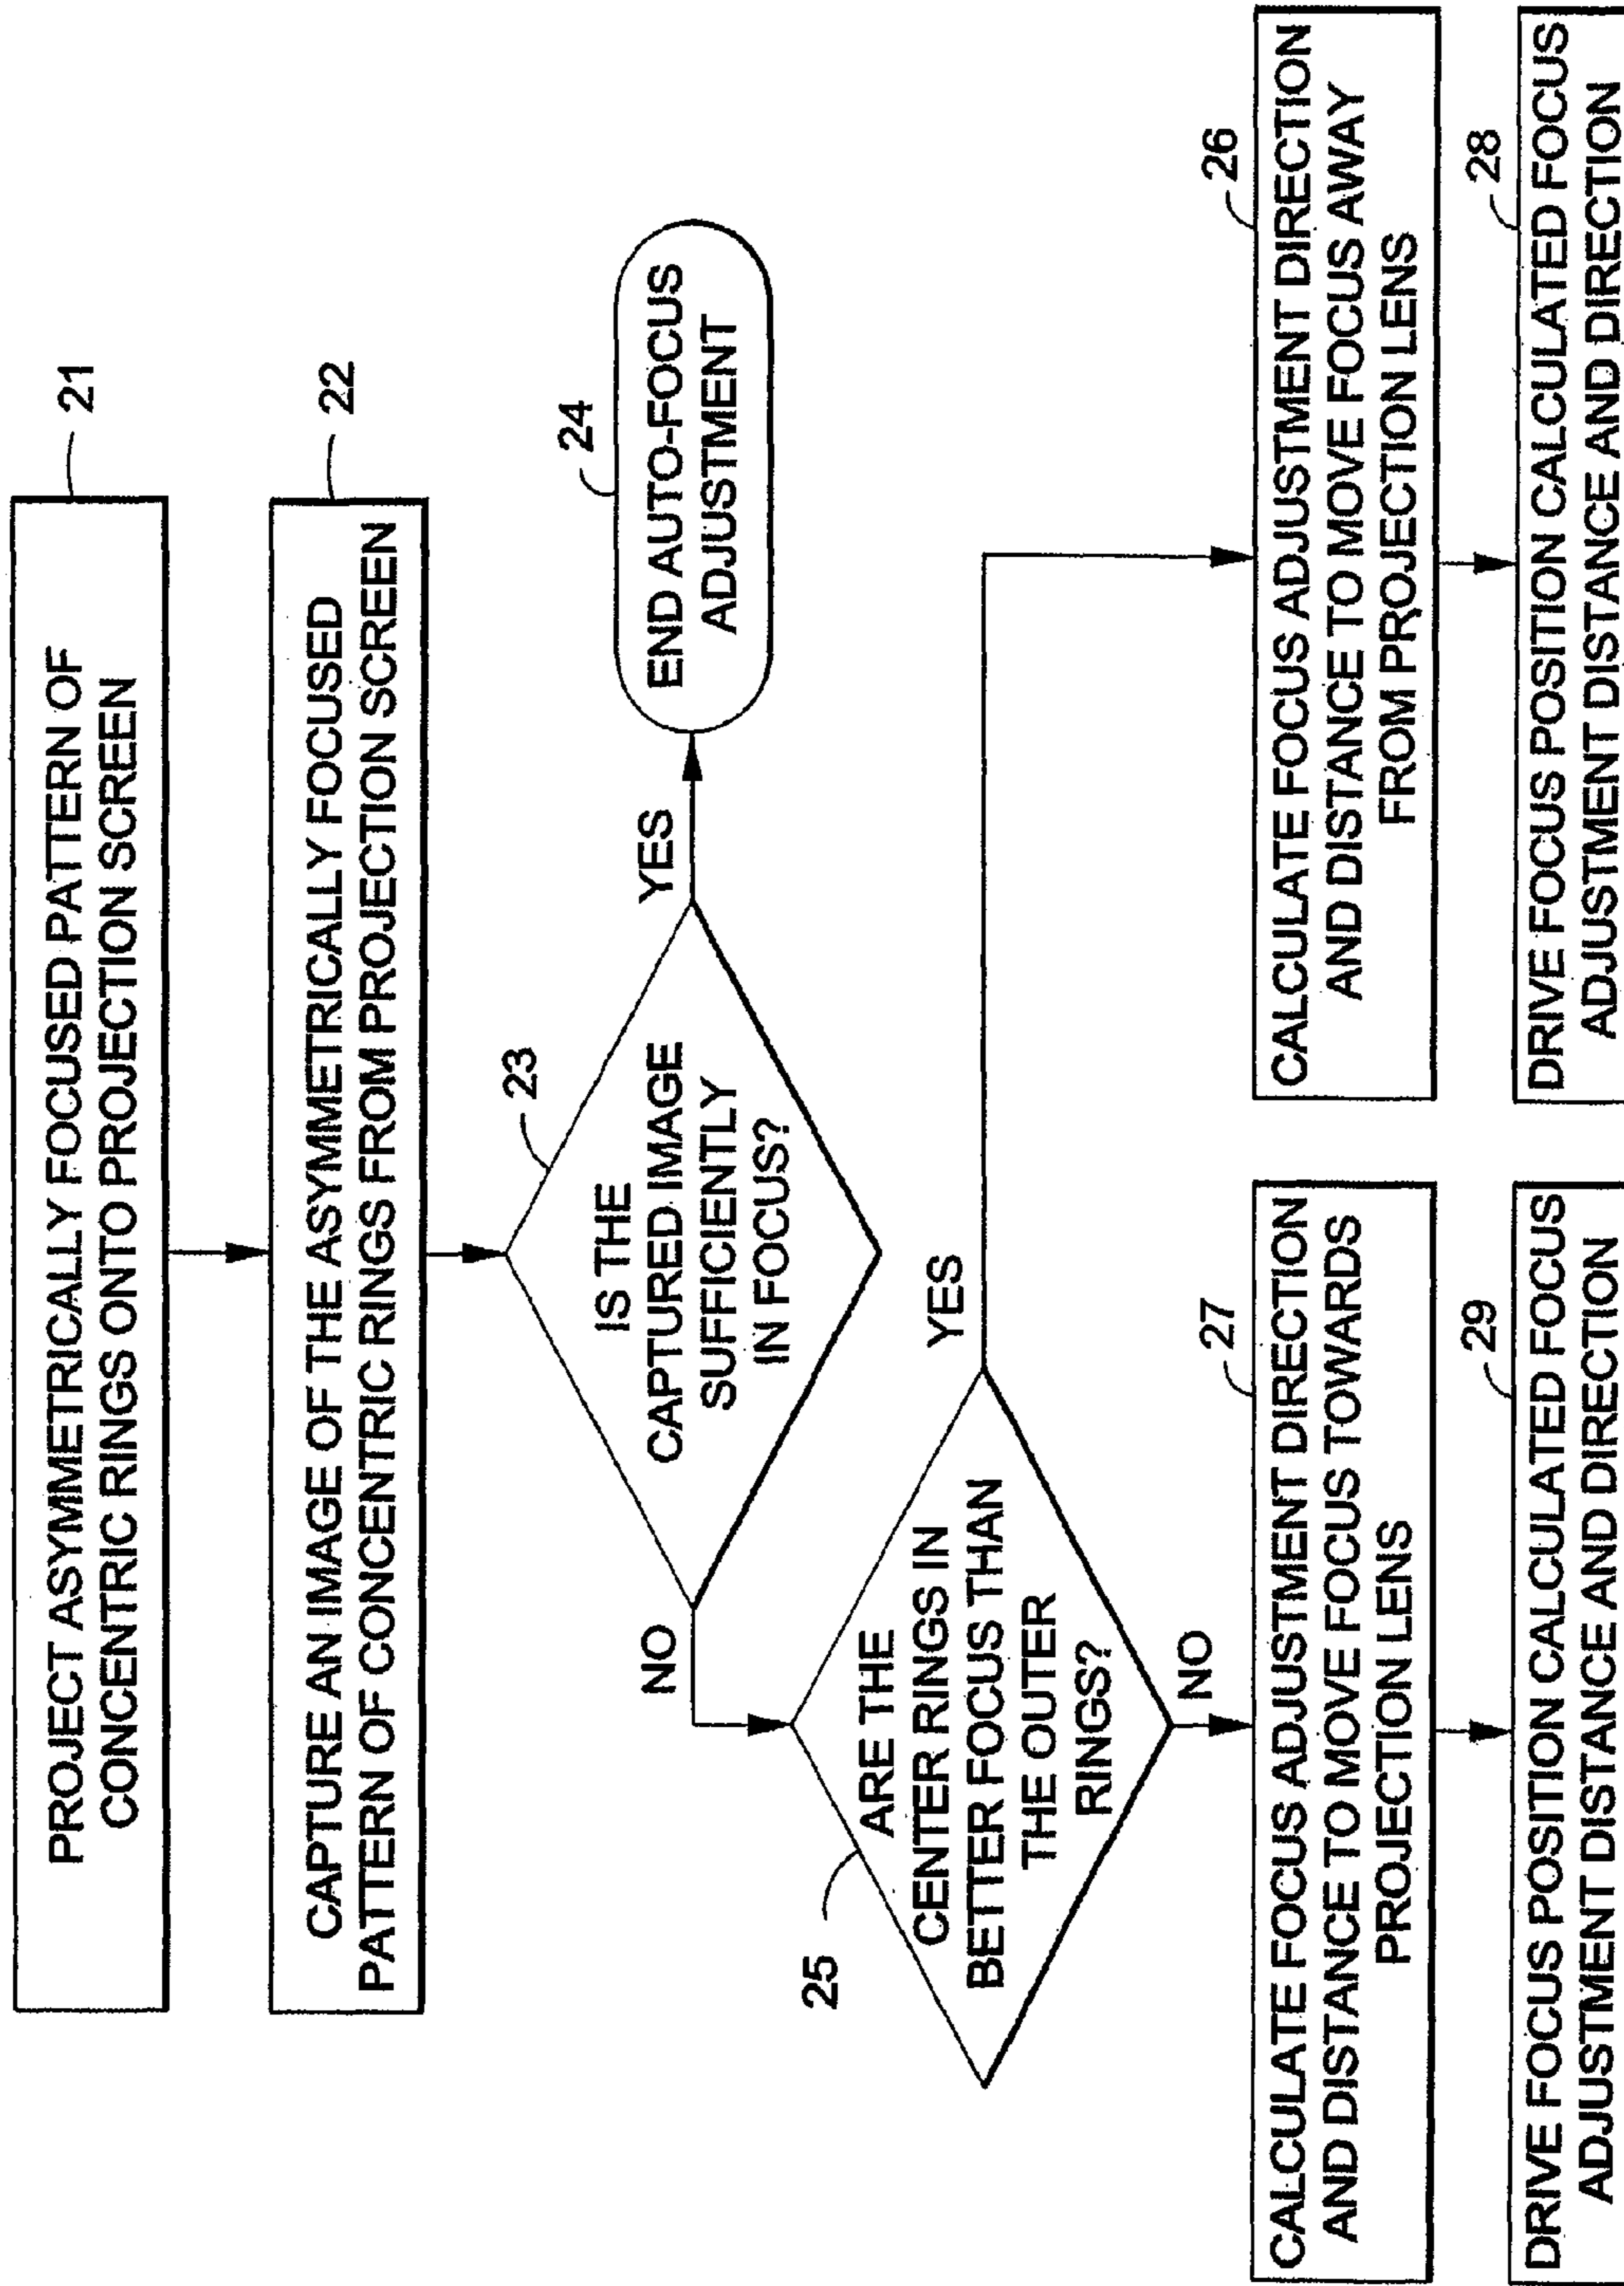 PROJECT ASYMETRICALLY FOCUSED PATTERN OF
CONCENTRIC RINGS ONTO PROJECTION SCREEN
21
CAPTURE AN IMAGE OF THE ASYMMETRICALLY FOCUSED
PATTERN OF CONCENTRIC RINGS FROM PROJECTION SCREEN
22
IS THE
CAPTURED IMAGE
SUFFICIENTLY
IN FOCUS?
23
YES
END AUTO-FOCUS
ADJUSTMENT
24
NO
ARE THE
CENTER RINGS IN
BETTER FOCUS THAN
THE OUTER
RINGS?
25
YES
CALCULATE FOCUS ADJUSTMENT DIRECTION
AND DISTANCE TO MOVE FOCUS AWAY
FROM PROJECTION LENS
26
NO
CALCULATE FOCUS ADJUSTMENT DIRECTION
AND DISTANCE TO MOVE FOCUS TOWARDS
PROJECTION LENS
27
DRIVE FOCUS POSITION CALCULATED FOCUS
ADJUSTMENT DISTANCE AND DIRECTION
28
DRIVE FOCUS POSITION CALCULATED FOCUS
ADJUSTMENT DISTANCE AND DIRECTION
29